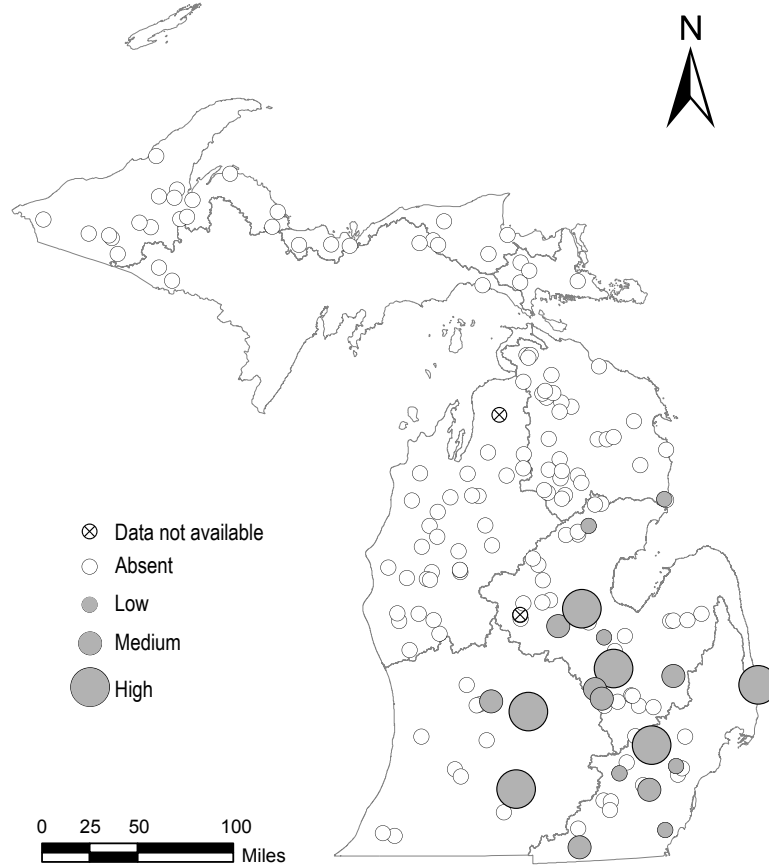 N
Data not available
Absent
Low
Medium
High
0 25 50 100
Miles